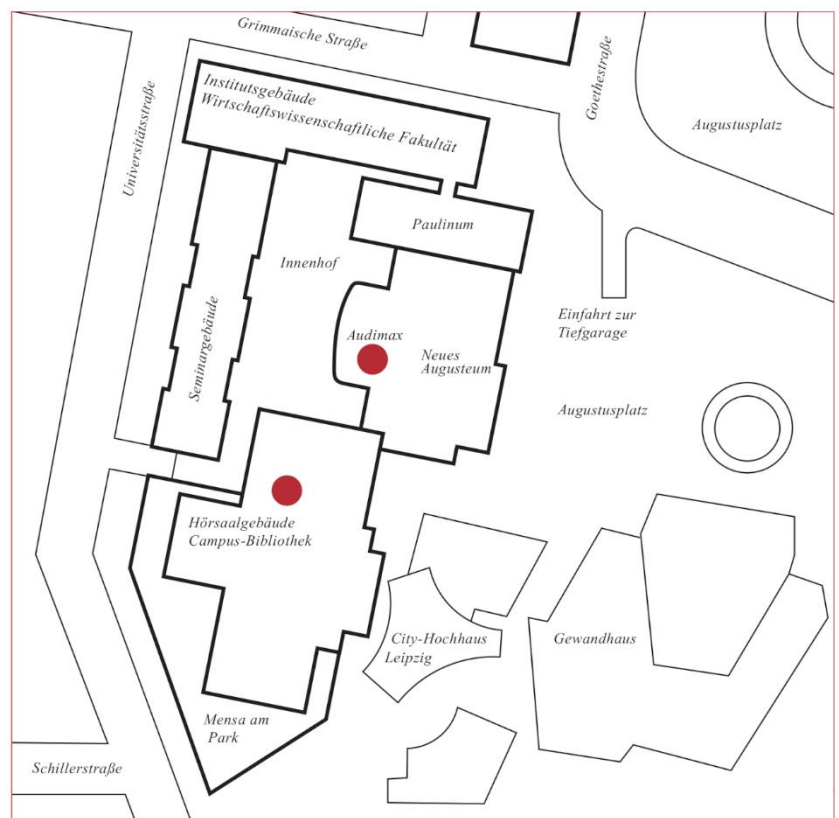 Grimmaische Straße
Institutsgebäude
Wirtschaftswissenschaftliche Fakultät
Universitätsstraße
Goethestraße
Augustusplatz
Paulinum
Innenhof
Einfahrt zur
Tiefgarage
Audimax
Neues
Augusteum
Seminargebäude
Augustusplatz
Hörsaalgebäude
Campus-Bibliothek
City-Hochhaus
Leipzig
Gewandhaus
Mensa am
Park
Schillerstraße